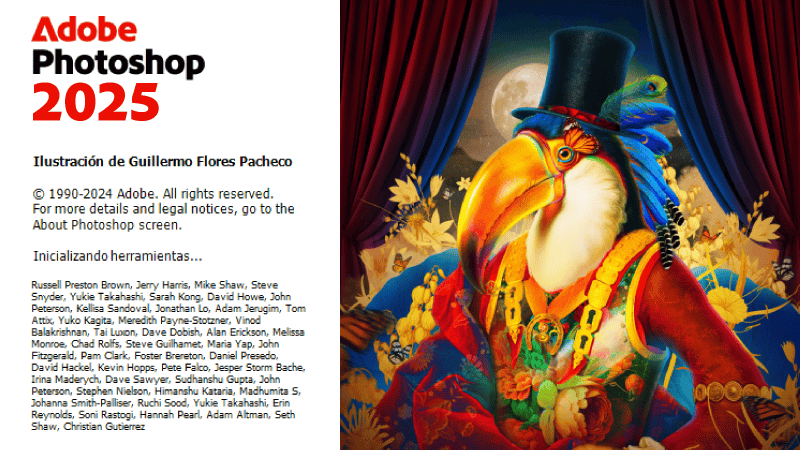 Adobe
Photoshop
2025
Ilustración de Guillermo Flores Pacheco
© 1990-2024 Adobe. All rights reserved.
For more details and legal notices, go to the
About Photoshop screen.
Inicializando herramientas...
Russell Preston Brown, Jerry Harris, Mike Shaw, Steve
Snyder, Yukie Takahashi, Sarah Kong, David Howe, John
Peterson, Kellisa Sandoval, Jonathan Lo, Adam Jerugim, Tom
Attix, Yuko Kagita, Meredith Payne-Stotzner, Vinod
Balakrishnan, Tai Luxon, Dave Dobish, Alan Erickson, Melissa
Monroe, Chad Rolfs, Steve Guilhamet, Maria Yap, John
Fitzgerald, Pam Clark, Foster Brereton, Daniel Presedo,
David Hackel, Kevin Hopps, Pete Falco, Jesper Storm Bache,
Irina Maderych, Dave Sawyer, Sudhanshu Gupta, John
Peterson, Stephen Nielson, Himanshu Kataria, Madhumita S,
Johanna Smith-Palliser, Ruchi Sood, Yukie Takahashi, Erin
Reynolds, Soni Rastogi, Hannah Pearl, Adam Altman, Seth
Shaw, Christian Gutierrez